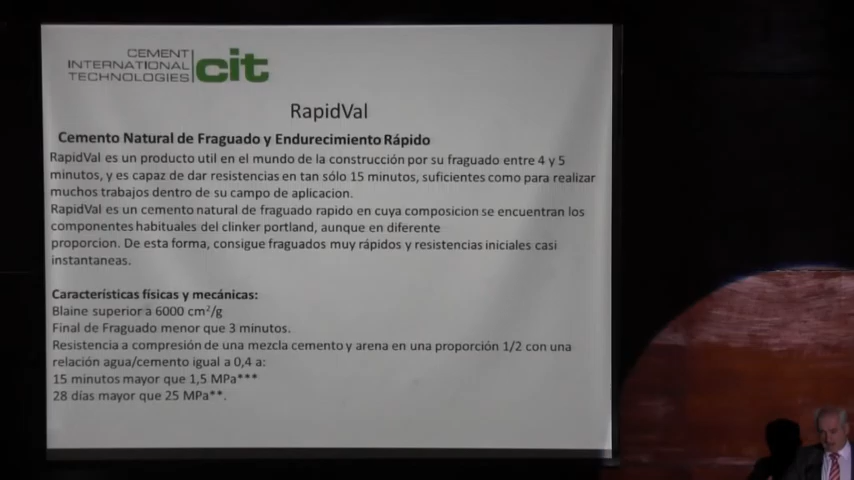 CEMENT
INTERNATIONAL
TECHNOLOGIES
cit
RapidVal
Cemento Natural de Fraguado y Endurecimiento Rápido
RapidVal es un producto util en el mundo de la construcción por su fraguado entre 4 y 5
minutos, y es capaz de dar resistencias en tan sólo 15 minutos, suficientes como para realizar
muchos trabajos dentro de su campo de aplicacion.
RapidVal es un cemento natural de fraguado rapido en cuya composicion se encuentran los
componentes habituales del clinker portland, aunque en diferente
proporcion. De esta forma, consigue fraguados muy rápidos y resistencias iniciales casi
instantaneas.
Características físicas y mecánicas:
Blaine superior a 6000 cm²/g
Final de Fraguado menor que 3 minutos.
Resistencia a compresión de una mezcla cemento y arena en una proporción 1/2 con una
relación agua/cemento igual a 0,4 a:
15 minutos mayor que 1,5 MPa***
28 días mayor que 25 MPa**.